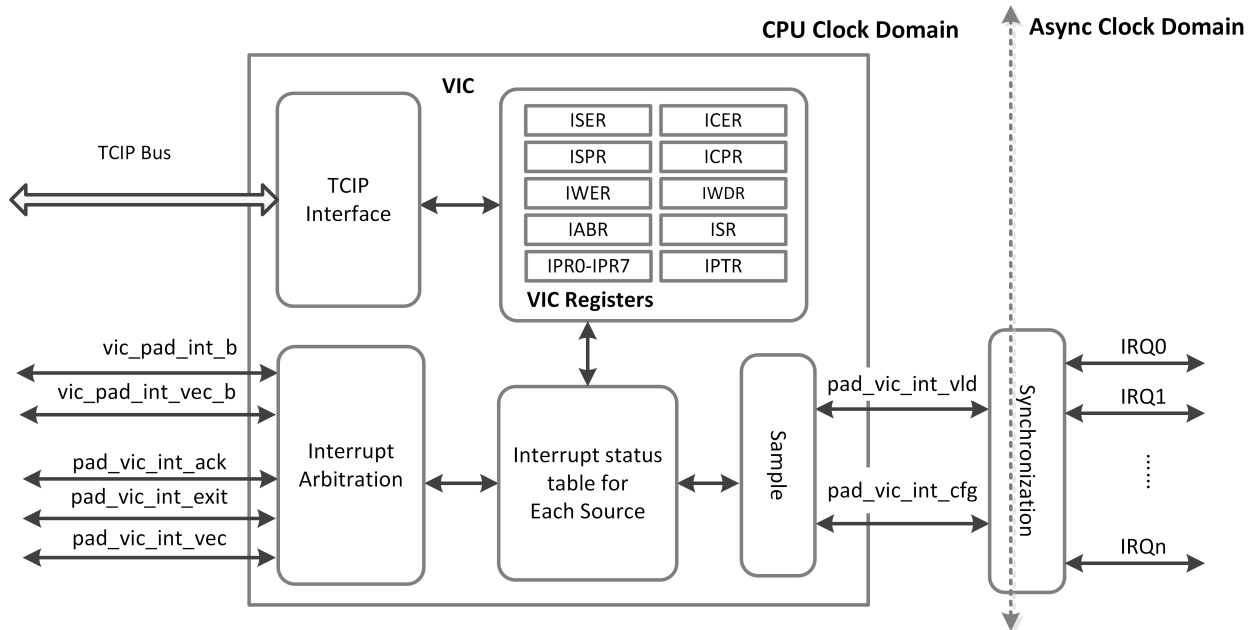 CPU Clock Domain
Async Clock Domain
VIC
TCIP Bus
TCIP
Interface
ISER
ICER
ISPR
ICPR
IWER
IWDR
IABR
ISR
IPR0-IPR7
IPTR
VIC Registers
vic_pad_int_b
vic_pad_int_vec_b
pad_vic_int_ack
pad_vic_int_exit
pad_vic_int_vec
Interrupt
Arbitration
Interrupt status
table for
Each Source
Sample
pad_vic_int_vld
pad_vic_int_cfg
Synchronization
IRQ0
IRQ1
......
IRQn